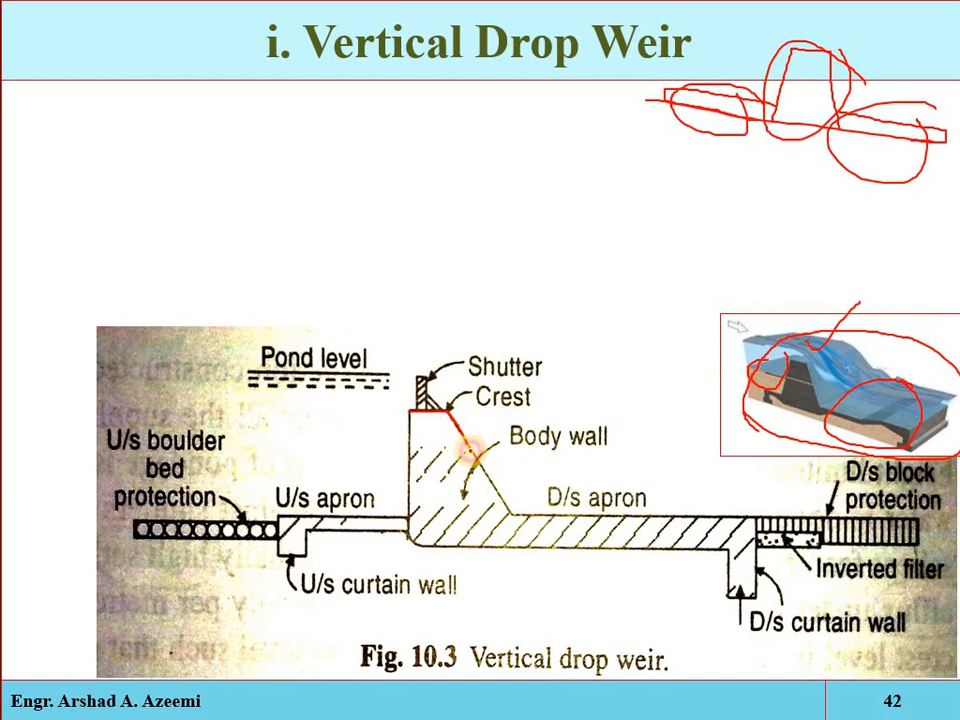 i. Vertical Drop Weir
Pond level
Shutter
Crest
Body wall
U/s boulder
bed
protection
U/s apron
D/s apron
D/s block
protection
U/s curtain wall
Inverted filter
D/s curtain wall
Fig. 10.3 Vertical drop weir.
Engr. Arshad A. Azeemi
42